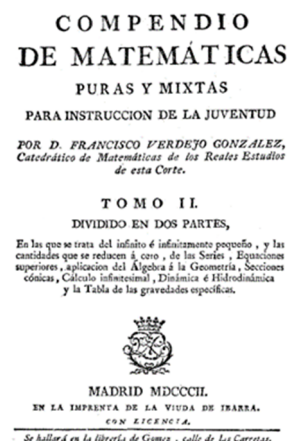 COMPENDIO
DE MATEMÁTICAS
PURAS Y MIXTAS
PARA INSTRUCCION DE LA JUVENTUD
POR D. FRANCISCO VERDEJO GONZALEZ,
Catedrático de Matemáticas de los Reales Estudios
de esta Corte.
TOMO II.
DIVIDIDO EN DOS PARTES,
En las que se trata del infinito é infinitamente pequeño, y las
cantidades que se reducen á cero, de las Series, Equaciones
superiores, aplicacion del Álgebra á la Geometría, Secciones
cónicas, Cálculo infinitesimal, Dinámica é Hidrodinámica
y la Tabla de las gravedades específicas.
MADRID MDCCCII.
EN LA IMPRENTA DE LA VIUDA DE IBARRA.
CON LICENCIA.
Se hallará en la librería de Gomez, calle de las Carretas.